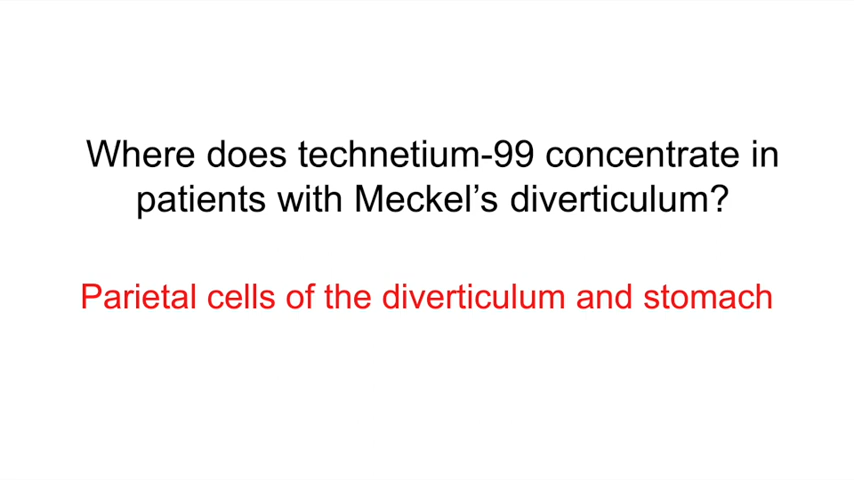 Where does technetium-99 concentrate in
patients with Meckel’s diverticulum?
Parietal cells of the diverticulum and stomach